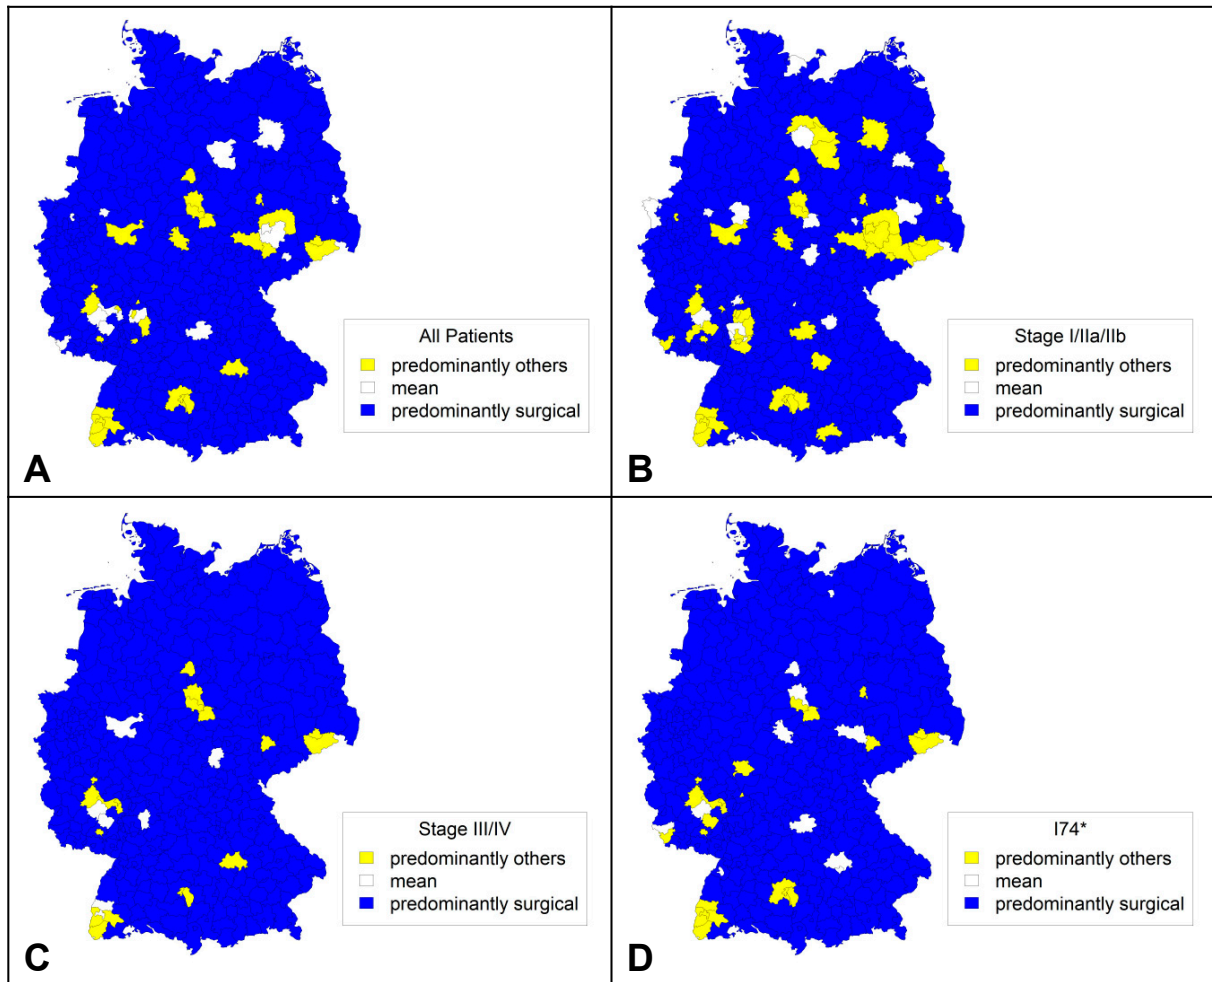 All Patients
predominantly others
mean
predominantly surgical
A
Stage I/IIa/IIb
predominantly others
mean
predominantly surgical
B
Stage III/IV
predominantly others
mean
predominantly surgical
C
I74*
predominantly others
mean
predominantly surgical
D